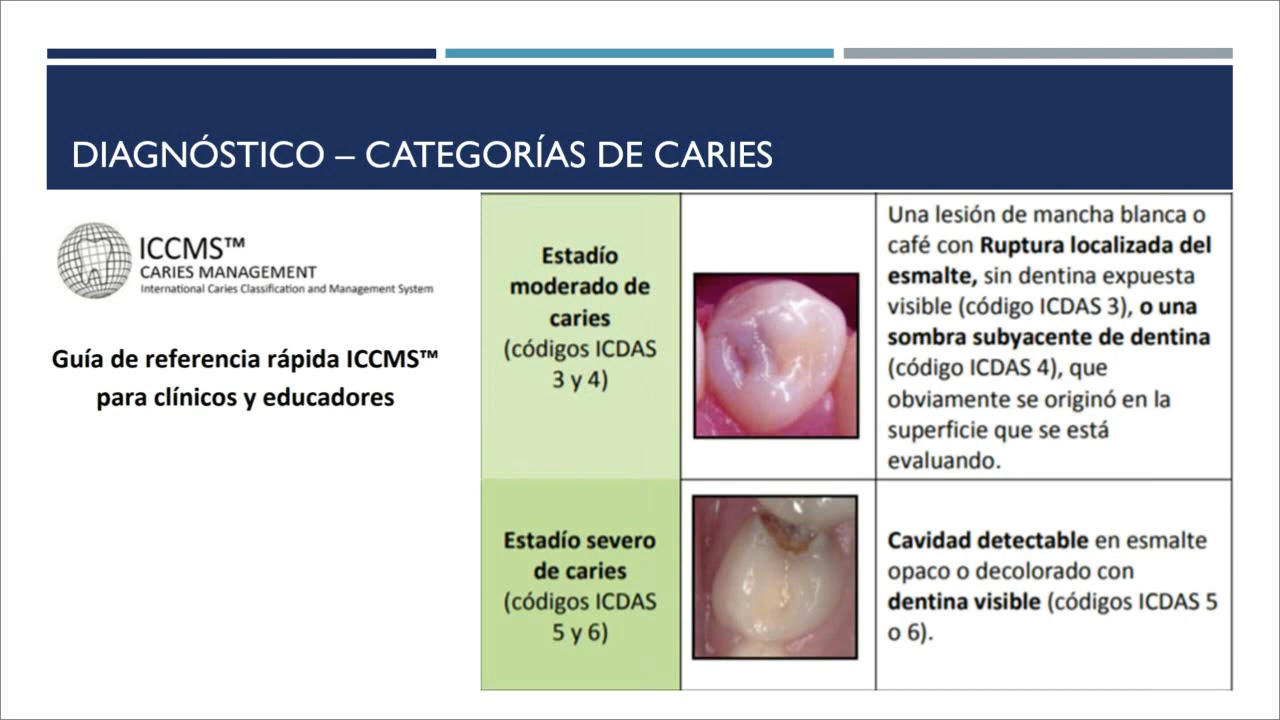 DIAGNÓSTICO – CATEGORÍAS DE CARIES
ICCMS™
CARIES MANAGEMENT
International Caries Classification and Management System
Guía de referencia rápida ICCMS™
para clínicos y educadores
Estadío
moderado de
caries
(códigos ICDAS
3 y 4)
Una lesión de mancha blanca o
café con Ruptura localizada del
esmalte, sin dentina expuesta
visible (código ICDAS 3), o una
sombra subyacente de dentina
(código ICDAS 4), que
obviamente se originó en la
superficie que se está
evaluando.
Estadío severo
de caries
(códigos ICDAS
5 y 6)
Cavidad detectable en esmalte
opaco o decolorado con
dentina visible (códigos ICDAS 5
o 6).